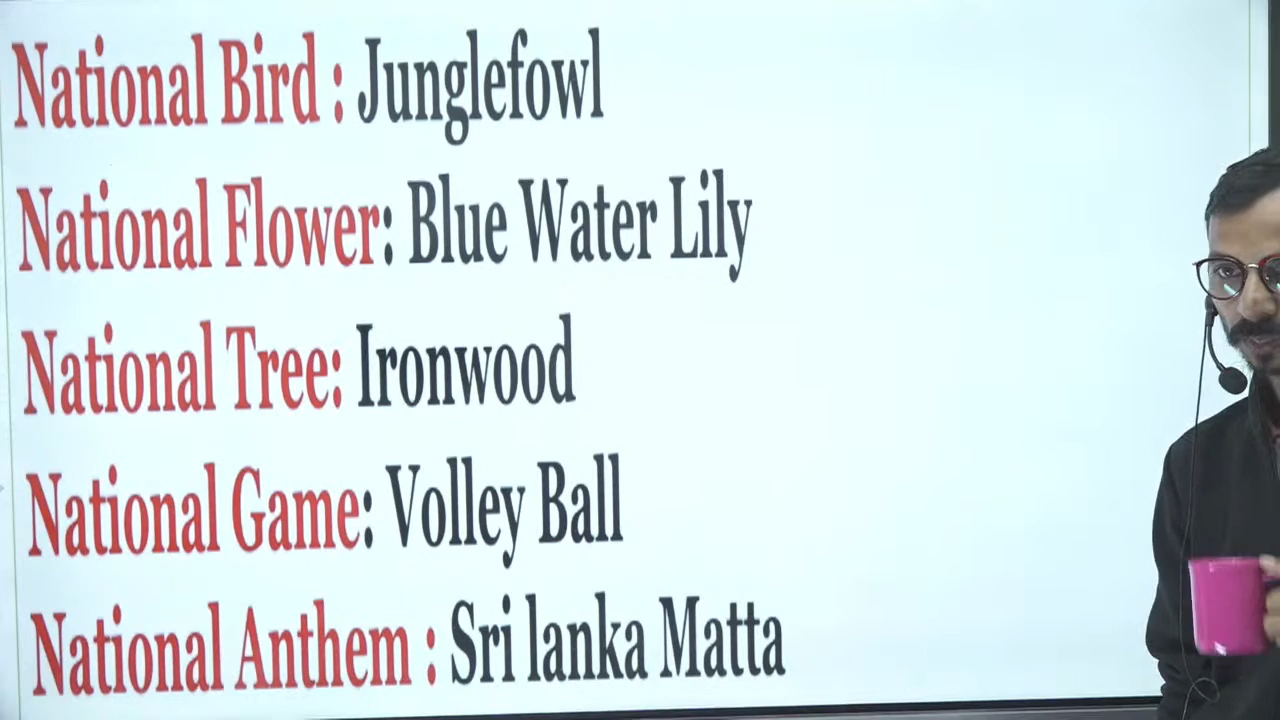 National Bird : Junglefowl
National Flower: Blue Water Lily
National Tree: Ironwood
National Game: Volley Ball
National Anthem : Sri lanka Matta